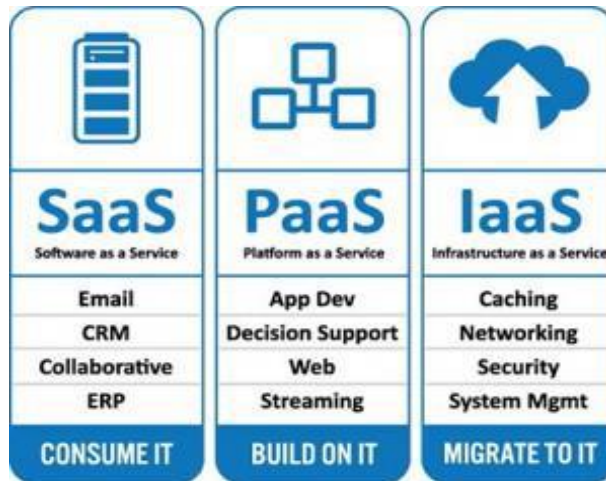 SaaS
Software as a Service
Email
CRM
Collaborative
ERP
CONSUME IT
PaaS
Platform as a Service
App Dev
Decision Support
Web
Streaming
BUILD ON IT
IaaS
Infrastructure as a Service
Caching
Networking
Security
System Mgmt
MIGRATE TO IT